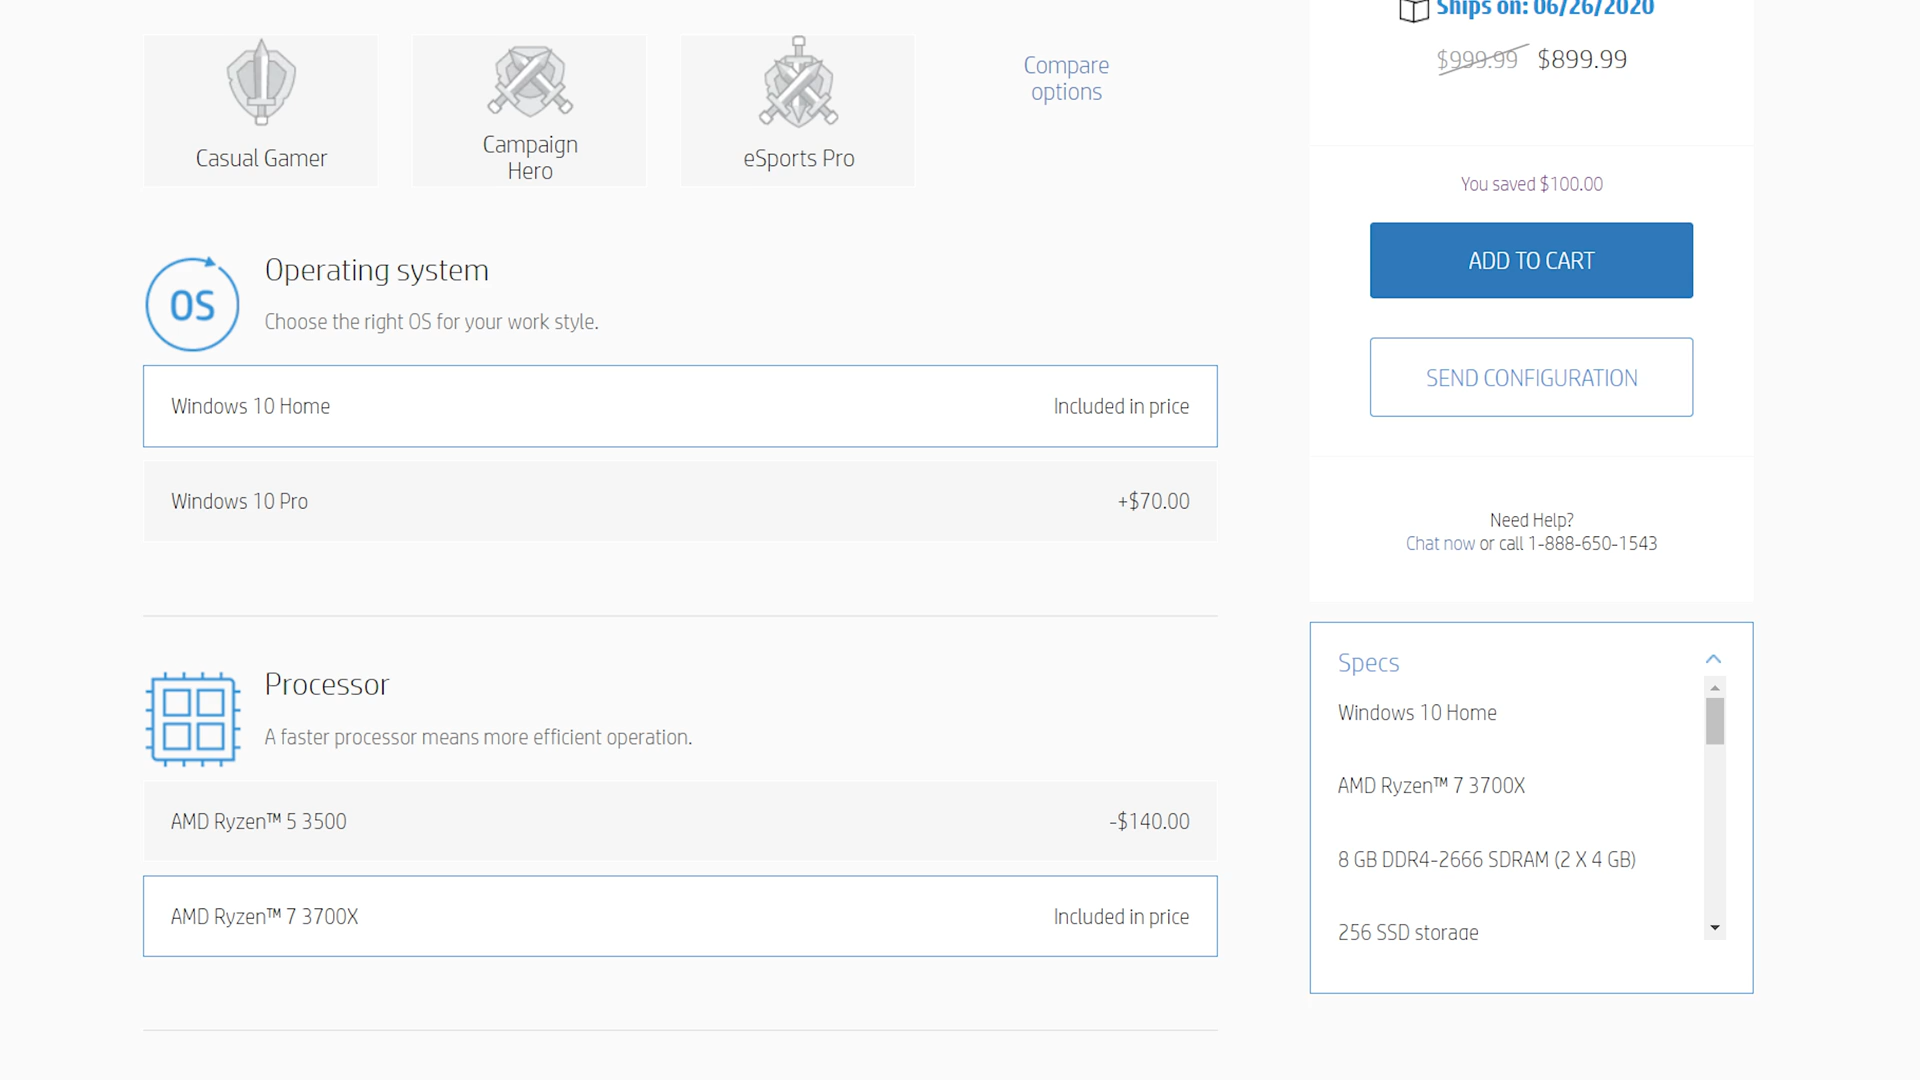 Casual Gamer
Campaign
Hero
eSports Pro
Compare
options
OS
Operating system
Choose the right OS for your work style.
Windows 10 Home Included in price
Windows 10 Pro +$70.00
Processor
A faster processor means more efficient operation.
AMD Ryzen™ 5 3500 -$140.00
AMD Ryzen™ 7 3700X Included in price
Ships on: 06/26/2020
$999.99 $899.99
You saved $100.00
ADD TO CART
SEND CONFIGURATION
Need Help?
Chat now or call 1-888-650-1543
Specs
Windows 10 Home
AMD Ryzen™ 7 3700X
8 GB DDR4-2666 SDRAM (2 X 4 GB)
256 SSD storage